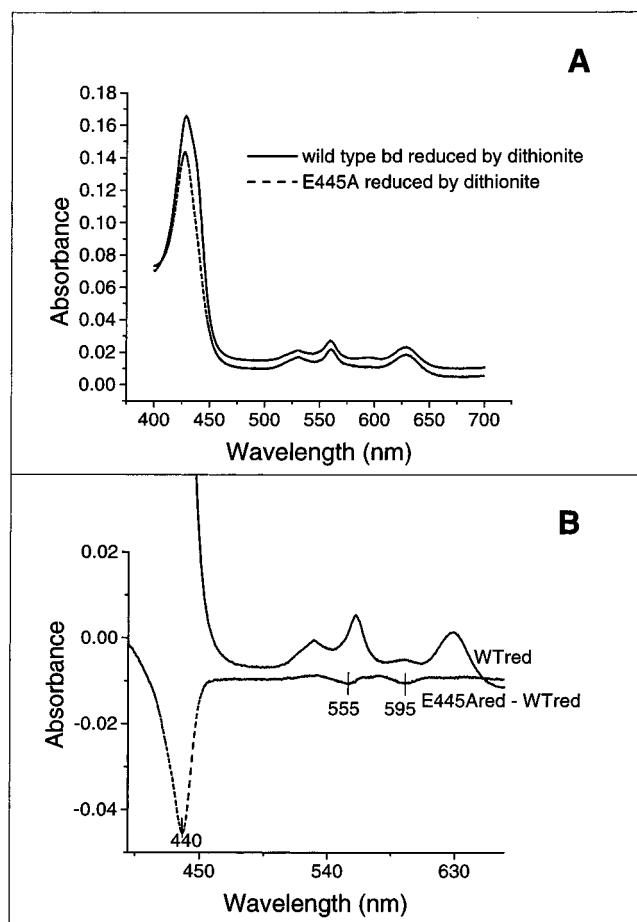 A
0.18
0.16
0.14
0.12
0.10
0.08
0.06
0.04
0.02
0.00
Absorbance
wild type bd reduced by dithionite
E445A reduced by dithionite
400 450 500 550 600 650 700
Wavelength (nm)
B
0.02
0.00
-0.02
-0.04
Absorbance
WTred
E445Ared - WTred
555 595
440
450 540 630
Wavelength (nm)